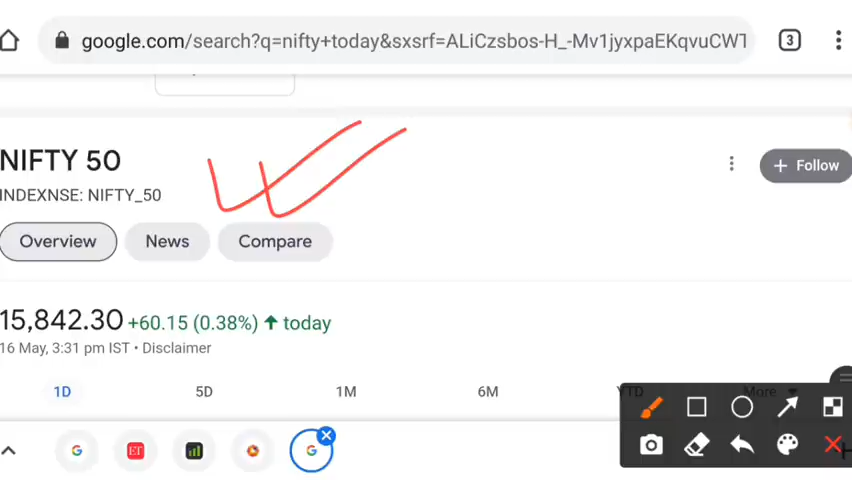 google.com/search?q=nifty+today&sxsrf=ALiCzsbos-H_-Mv1jyxpaEKqvuCW1
3
NIFTY 50
INDEXNSE: NIFTY_50
+ Follow
Overview
News
Compare
15,842.30 +60.15 (0.38%) ↑ today
16 May, 3:31 pm IST • Disclaimer
1D 5D 1M 6M YTD More
G ET G